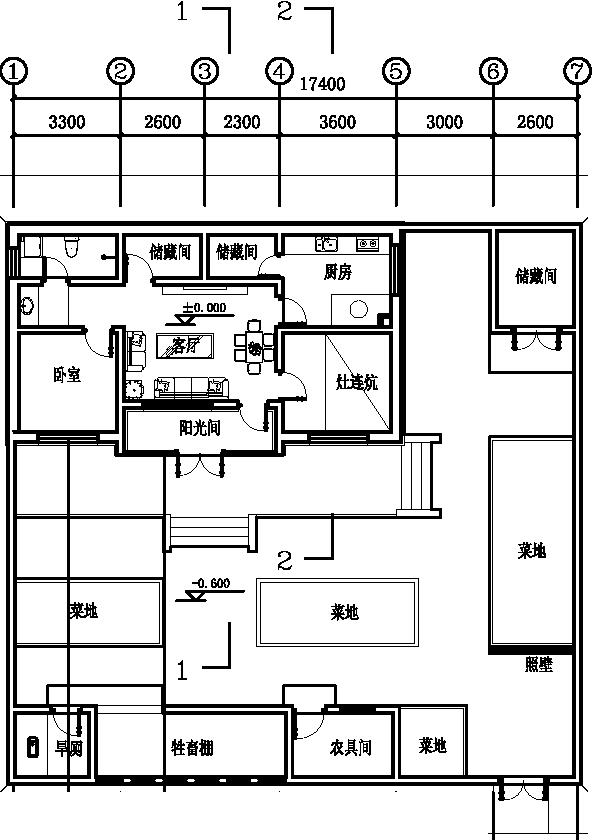 1 2
1 2 3 4 5 6 7
17400
3300 2600 2300 3600 3000 2600
储藏间 储藏间 厨房 储藏间
±0.000
客厅
卧室 灶连炕
阳光间
菜地
2
-0.600
菜地 菜地
照壁
1
旱厕 牲畜棚 农具间 菜地